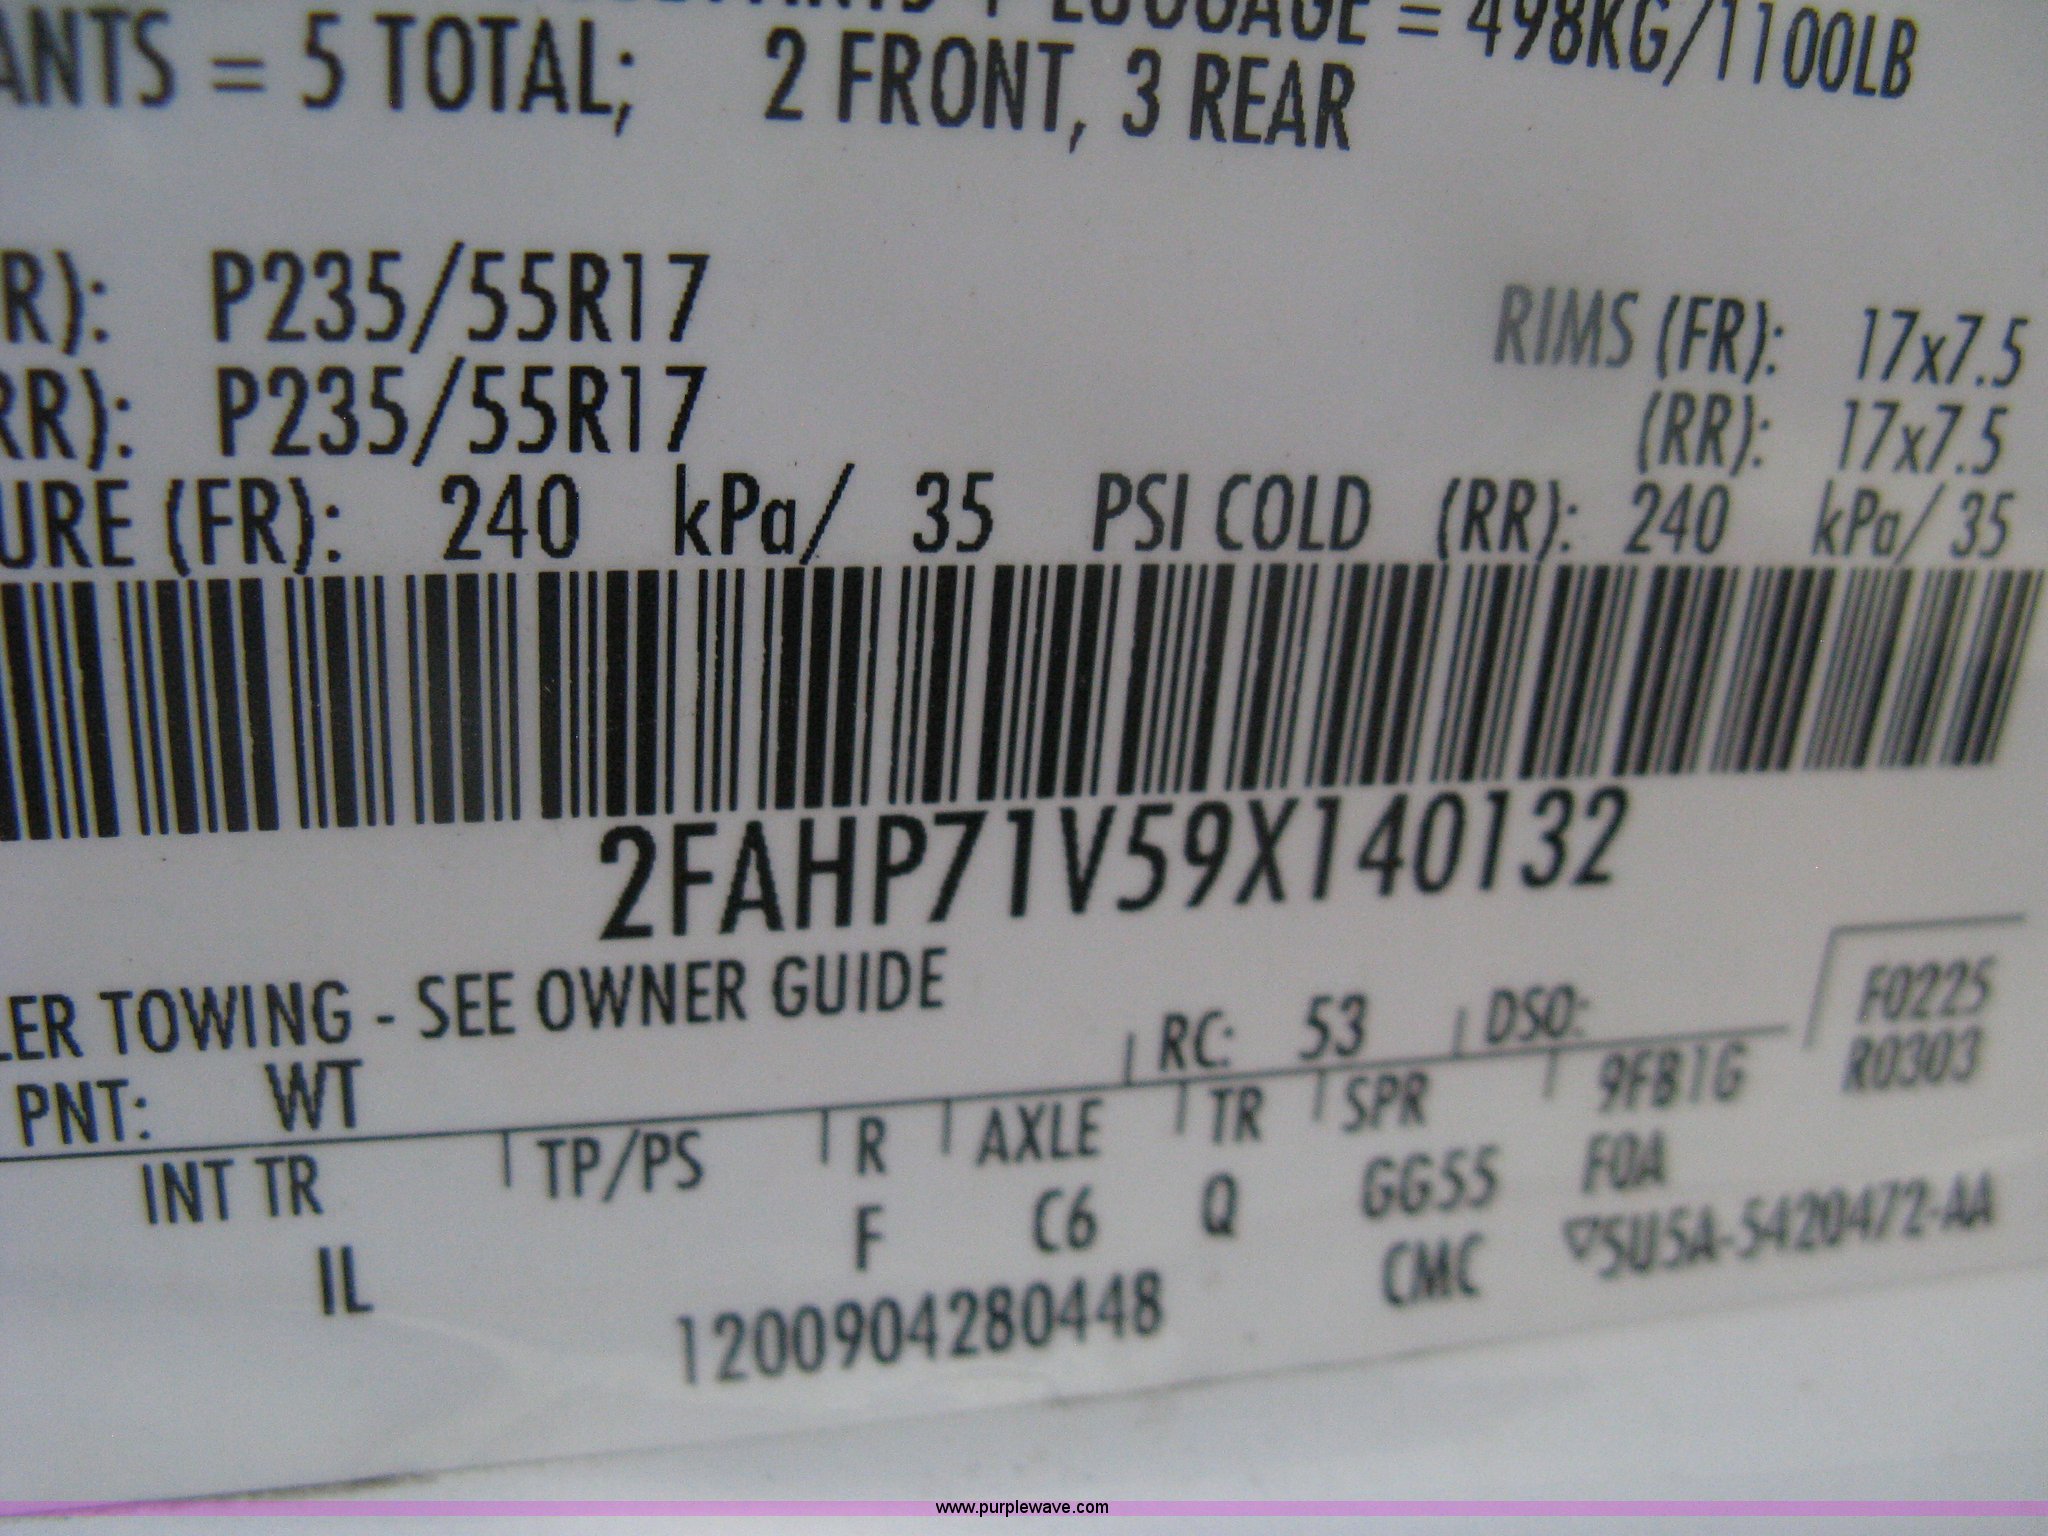 + LUGGAGE = 498KG/1100LB
ANTS = 5 TOTAL; 2 FRONT, 3 REAR
R): P235/55R17 RIMS (FR): 17x7.5
RR): P235/55R17 (RR): 17x7.5
URE (FR): 240 kPa/ 35 PSI COLD (RR): 240 kPa/ 35
2FAHP71V59X140132
LER TOWING - SEE OWNER GUIDE
F0225
RC: 53 DSO:
R0303
PNT: WT
9FB1G
INT TR TP/PS R AXLE TR SPR
F0A
IL F C6 Q GG55
▽5U5A-5420472-AA
1200904280448 CMC
www.purplewave.com